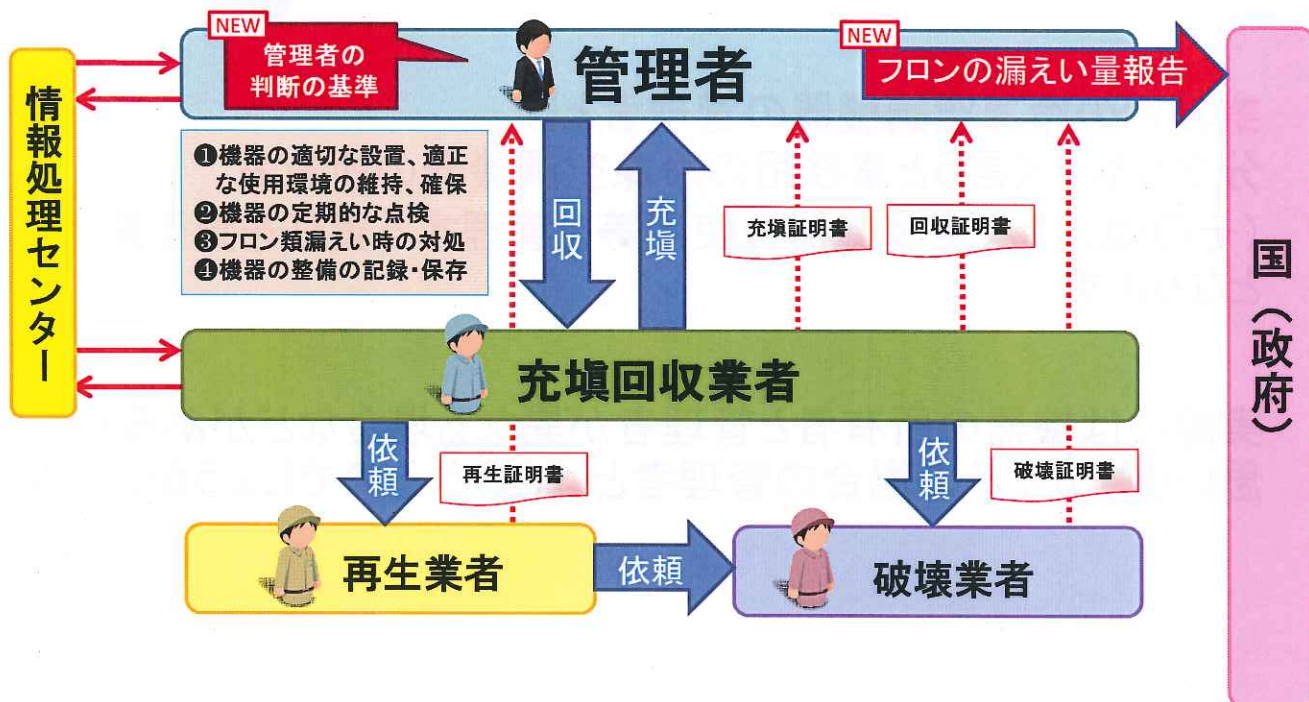 NEW
管理者の
判断の基準
管理者
NEW
フロンの漏えい量報告
情報処理センター
❶機器の適切な設置、適正
な使用環境の維持、確保
❷機器の定期的な点検
❸フロン類漏えい時の対処
❹機器の整備の記録・保存
回収
充塡
充塡証明書
回収証明書
国（政府）
充塡回収業者
依頼
再生証明書
依頼
破壊証明書
再生業者
依頼
破壊業者